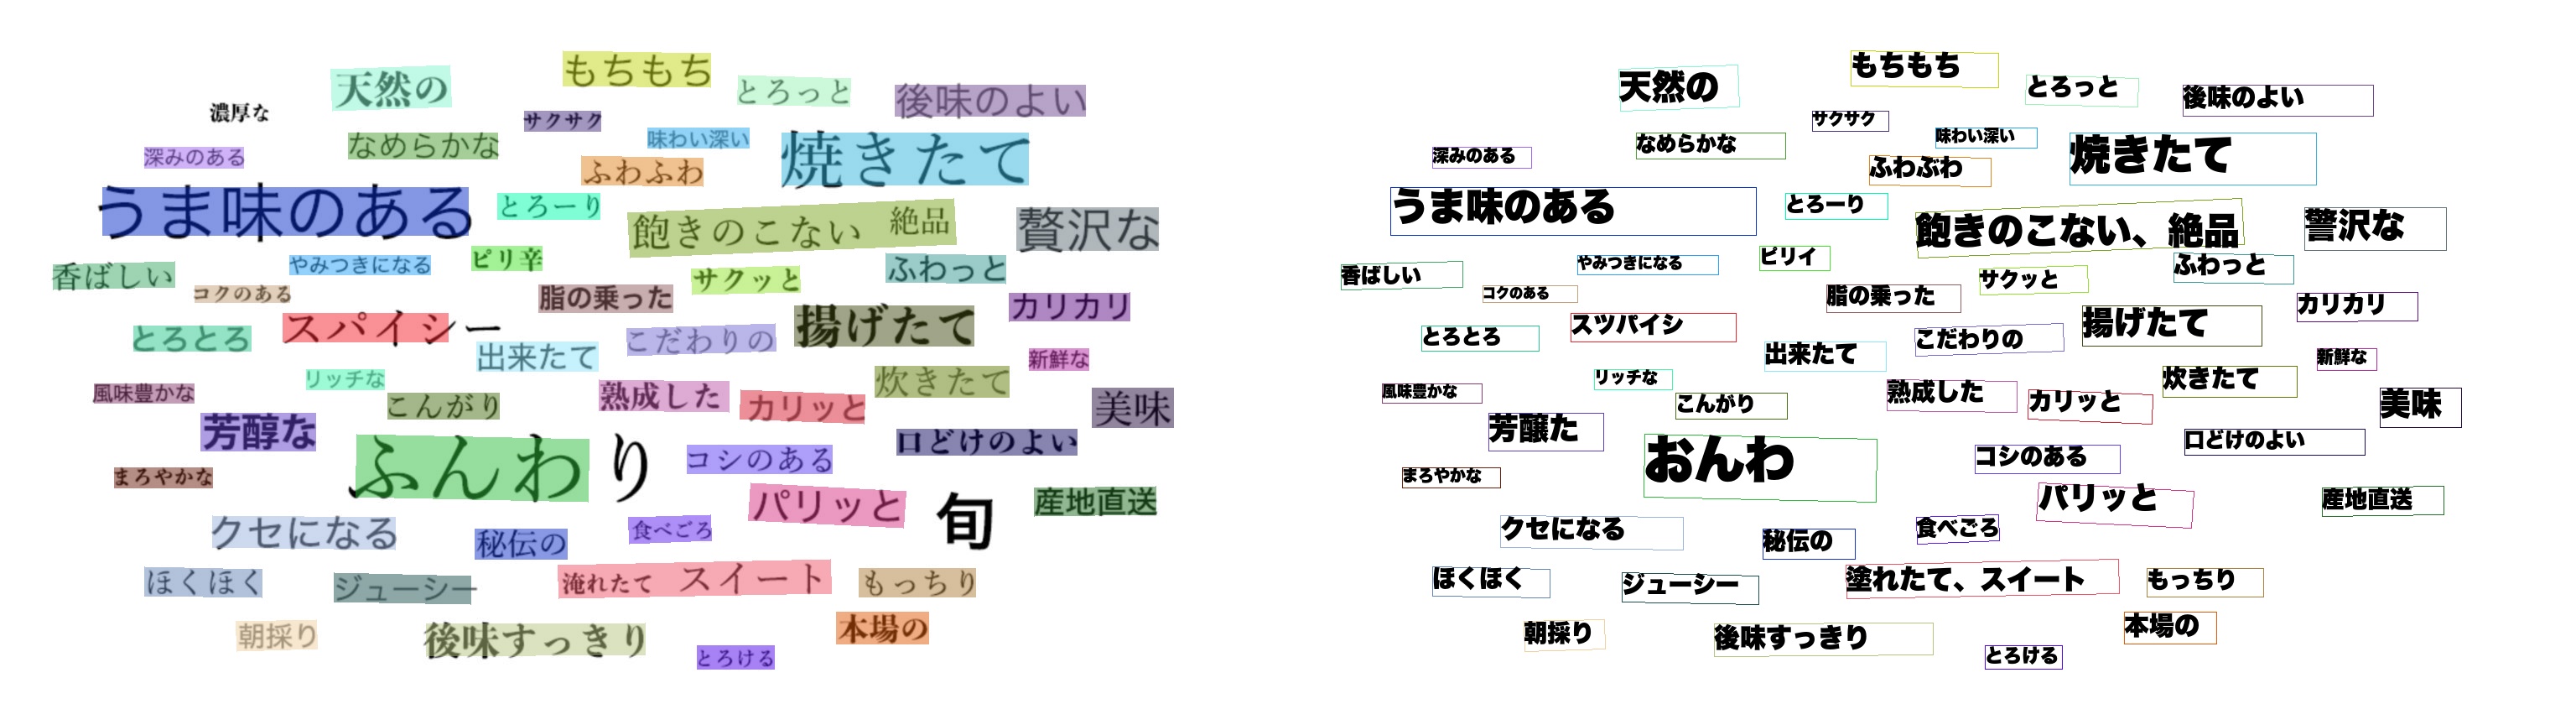 もちもち
天然の
とろっと
後味のよい
濃厚な
サクサク
なめらかな
味わい深い
焼きたて
深みのある
ふわふわ
うま味のある
とろーり
飽きのこない 絶品
贅沢な
ピリ辛
やみつきになる
香ばしい
サクッと
ふわっと
コクのある
脂の乗った
カリカリ
スパイシー
揚げたて
とろとろ
こだわりの
出来たて
新鮮な
リッチな
炊きたて
風味豊かな
熟成した
カリッと
こんがり
美味
芳醇な
口どけのよい
ふんわり
コシのある
まろやかな
パリッと
旬
産地直送
クセになる
食べごろ
秘伝の
ほくほく
ジューシー
淹れたて スイート
もっちり
朝採り
後味すっきり
本場の
とろける
もちもち
天然の
とろっと
後味のよい
サクサク
なめらかな
味わい深い
焼きたて
深みのある
ふわぶわ
うま味のある
とろーり
飽きのこない、絶品
警沢な
ピリイ
やみつきになる
香ばしい
サクッと
ふわっと
コクのある
脂の乗った
カリカリ
スツパイシ
揚げたて
とろとろ
こだわりの
出来たて
新鮮な
リッチな
炊きたて
風味豊かな
熟成した
カリッと
こんがり
美味
芳醸た
口どけのよい
おんわ
コシのある
まろやかな
パリッと
産地直送
クセになる
食べごろ
秘伝の
ほくほく
ジューシー
塗れたて、スイート
もっちり
朝採り
後味すっきり
本場の
とろける